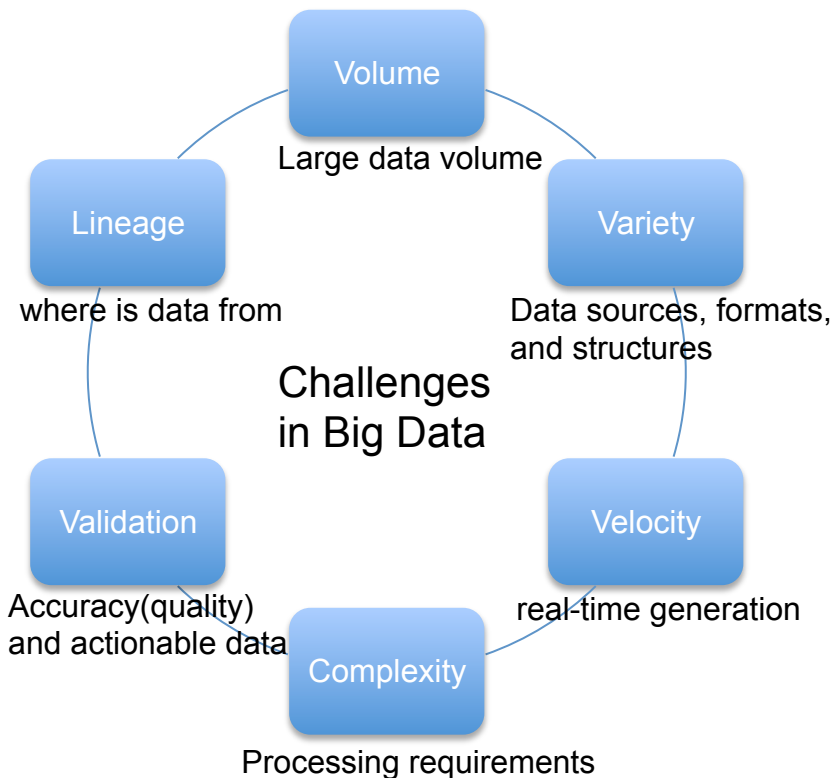 Volume
Large data volume
Variety
Data sources, formats,
and structures
Velocity
real-time generation
Complexity
Processing requirements
Validation
Accuracy(quality)
and actionable data
Lineage
where is data from
Challenges
in Big Data